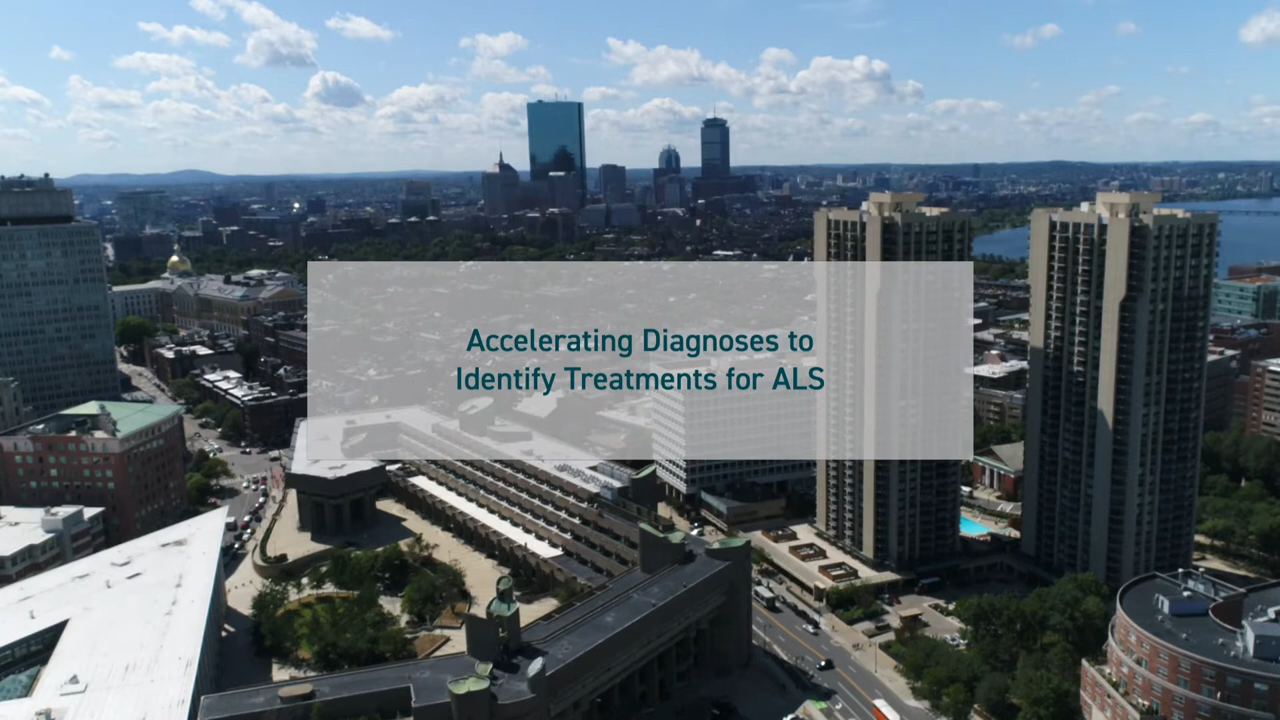 Accelerating Diagnoses to
Identify Treatments for ALS